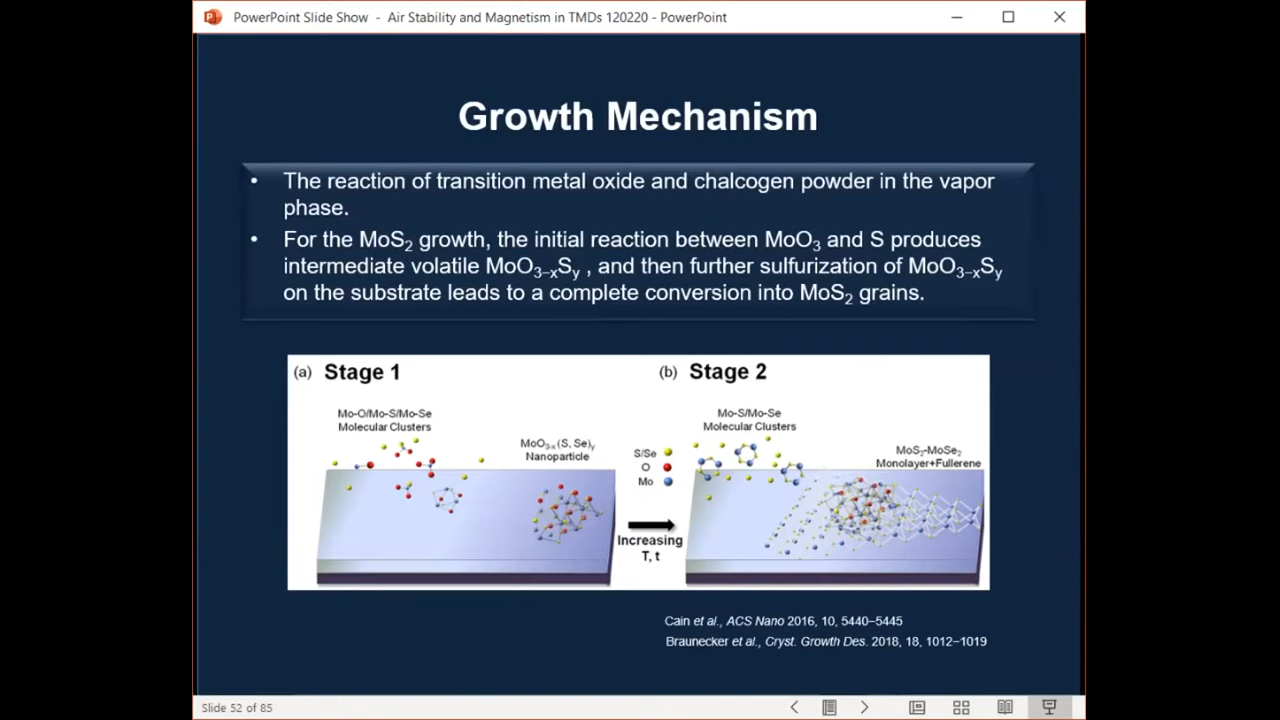 PowerPoint Slide Show - Air Stability and Magnetism in TMDs 120220 - PowerPoint
Growth Mechanism
• The reaction of transition metal oxide and chalcogen powder in the vapor
phase.
• For the MoS₂ growth, the initial reaction between MoO₃ and S produces
intermediate volatile MoO₃₋ₓSᵧ , and then further sulfurization of MoO₃₋ₓSᵧ
on the substrate leads to a complete conversion into MoS₂ grains.
(a) Stage 1
Mo-O/Mo-S/Mo-Se
Molecular Clusters
MoO₃₋ₓ(S, Se)ᵧ
Nanoparticle
S/Se
O
Mo
Increasing
T, t
(b) Stage 2
Mo-S/Mo-Se
Molecular Clusters
MoS₂-MoSe₂
Monolayer+Fullerene
Cain et al., ACS Nano 2016, 10, 5440–5445
Braunecker et al., Cryst. Growth Des. 2018, 18, 1012–1019
Slide 52 of 85